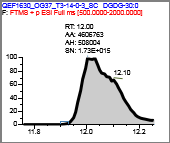 QEF1630_OG37_T3-14-0-3_SC DGDG-30:0
F: FTMS + p ESI Full ms [500.0000-2000.0000]
RT: 12.00
AA: 4606763
AH: 508004
SN: 1.73E+015
12.10
100
80
60
40
20
0
11.8
12.0
12.2